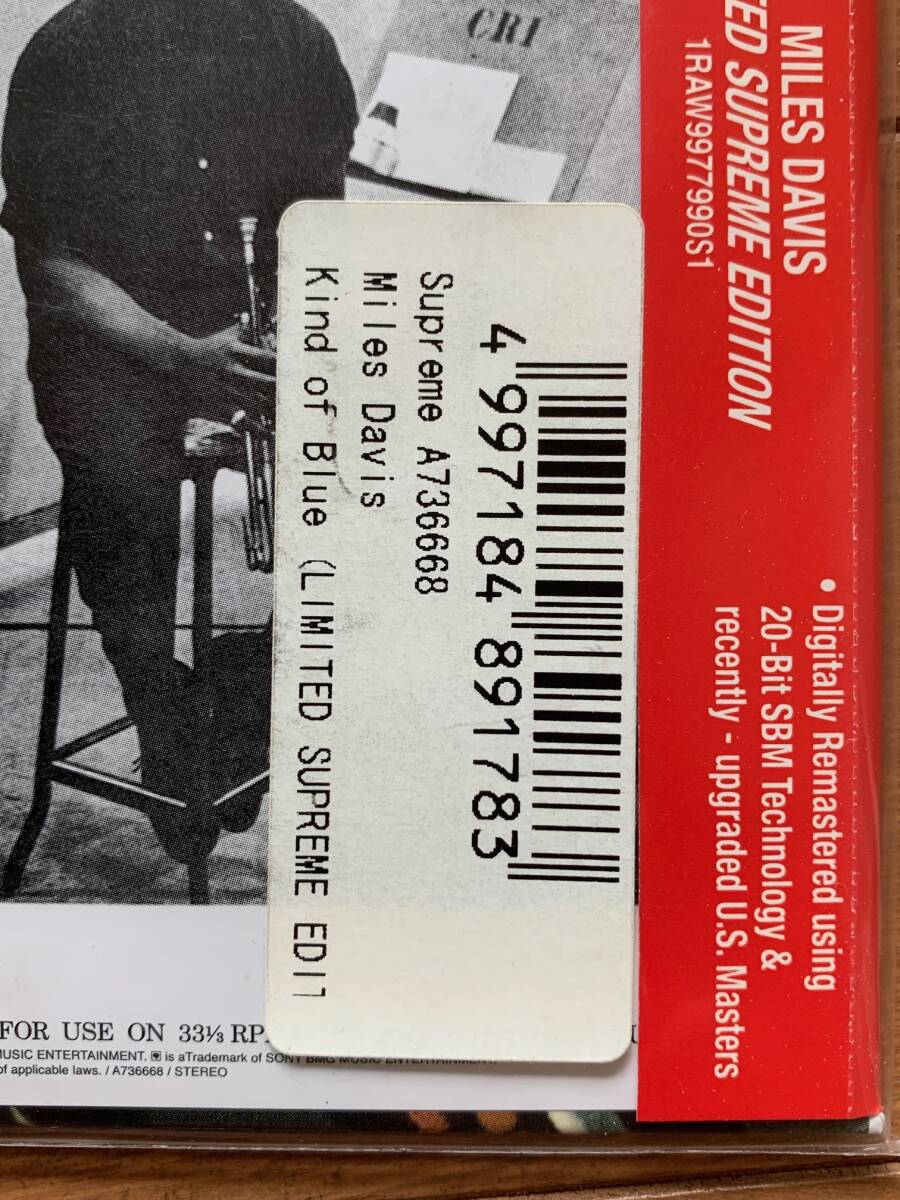 CRI
MILES DAVIS
TED SUPREME EDITION
1RAW9977990S1
• Digitally Remastered using
20-Bit SBM Technology &
recently - upgraded U.S. Masters
4 997184 891783
Supreme A736668
Miles Davis
Kind of Blue (LIMITED SUPREME EDIT
FOR USE ON 33⅓ RP
MUSIC ENTERTAINMENT. is aTrademark of SONY BMG MUSIC ENTERTAINMENT.
of applicable laws. / A736668 / STEREO